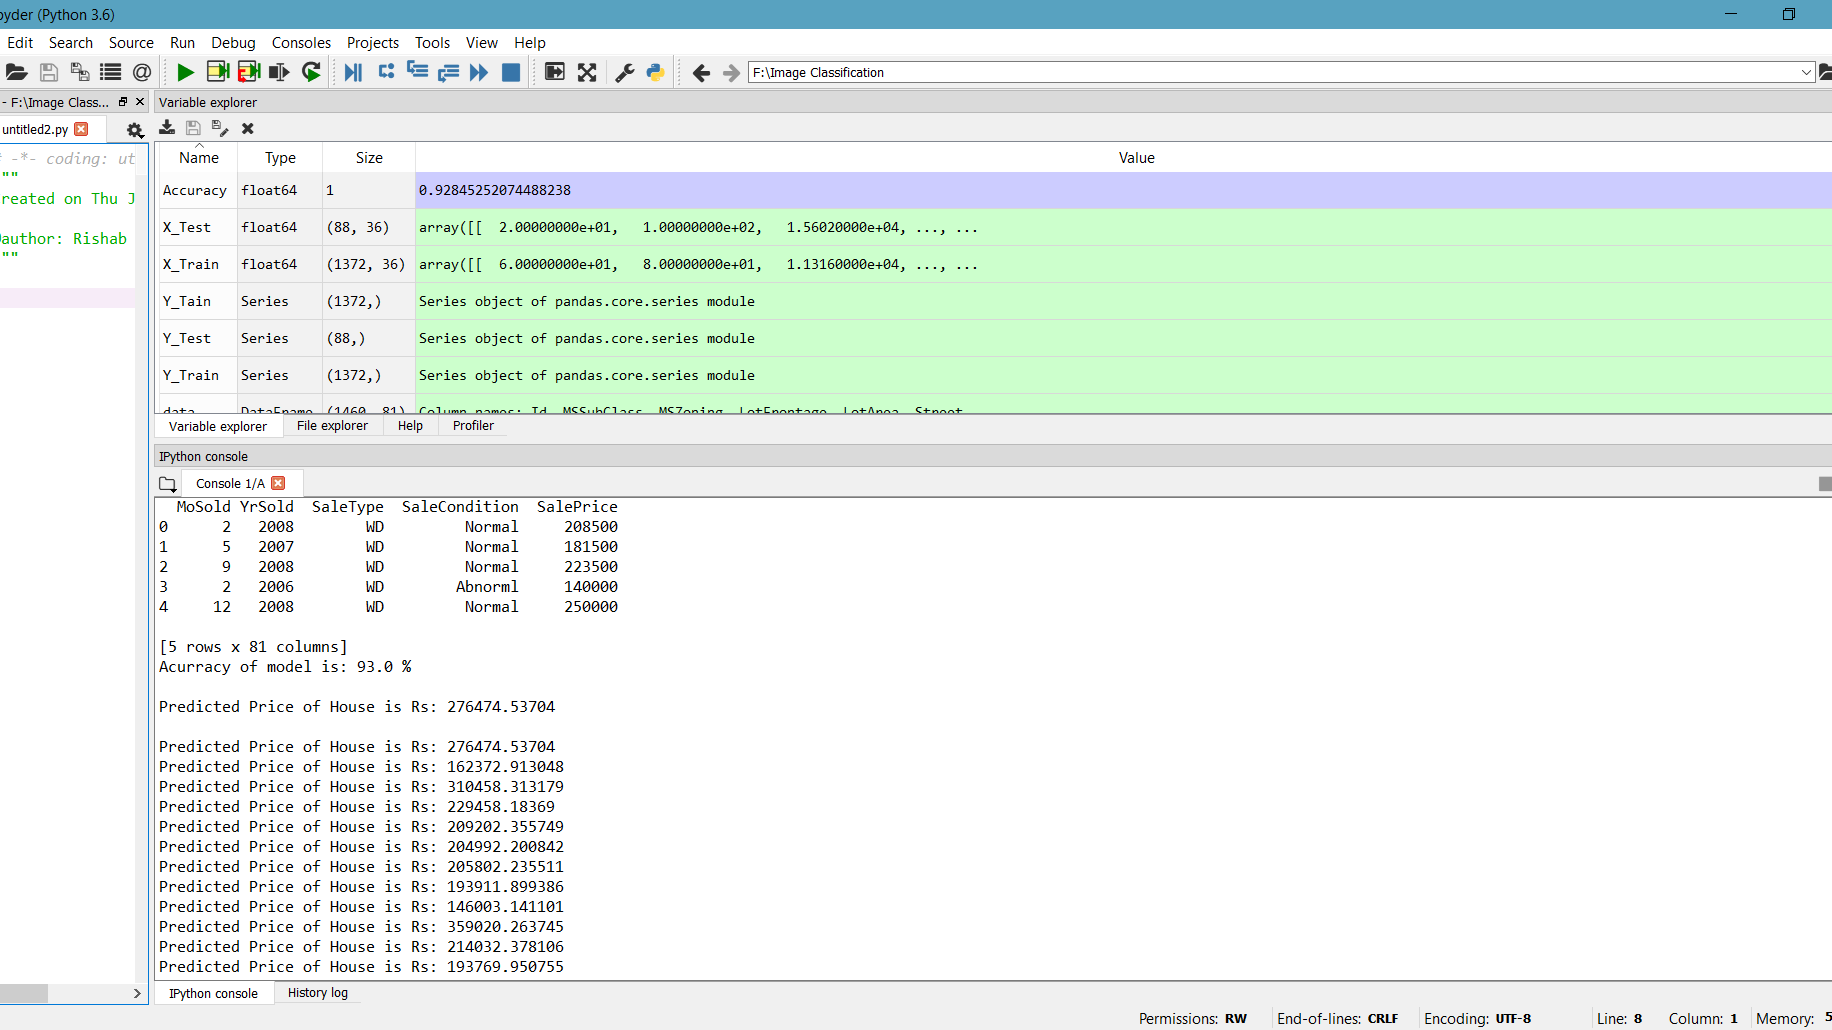 pyder (Python 3.6)
Edit Search Source Run Debug Consoles Projects Tools View Help
F:\Image Classification
- F:\Image Class... Variable explorer
untitled2.py
# -*- coding: ut
"""
reated on Thu J
@author: Rishab
"""
Name Type Size Value
Accuracy float64 1 0.92845252074488238
X_Test float64 (88, 36) array([[ 2.00000000e+01, 1.00000000e+02, 1.56020000e+04, ..., ...
X_Train float64 (1372, 36) array([[ 6.00000000e+01, 8.00000000e+01, 1.13160000e+04, ..., ...
Y_Tain Series (1372,) Series object of pandas.core.series module
Y_Test Series (88,) Series object of pandas.core.series module
Y_Train Series (1372,) Series object of pandas.core.series module
data DataFrame (1460, 81) Column names: Id, MSSubClass, MSZoning, LotFrontage, LotArea, Street,
Variable explorer File explorer Help Profiler
IPython console
Console 1/A
MoSold YrSold SaleType SaleCondition SalePrice
0 2 2008 WD Normal 208500
1 5 2007 WD Normal 181500
2 9 2008 WD Normal 223500
3 2 2006 WD Abnorml 140000
4 12 2008 WD Normal 250000
[5 rows x 81 columns]
Acurracy of model is: 93.0 %
Predicted Price of House is Rs: 276474.53704
Predicted Price of House is Rs: 276474.53704
Predicted Price of House is Rs: 162372.913048
Predicted Price of House is Rs: 310458.313179
Predicted Price of House is Rs: 229458.18369
Predicted Price of House is Rs: 209202.355749
Predicted Price of House is Rs: 204992.200842
Predicted Price of House is Rs: 205802.235511
Predicted Price of House is Rs: 193911.899386
Predicted Price of House is Rs: 146003.141101
Predicted Price of House is Rs: 359020.263745
Predicted Price of House is Rs: 214032.378106
Predicted Price of House is Rs: 193769.950755
IPython console History log
Permissions: RW End-of-lines: CRLF Encoding: UTF-8 Line: 8 Column: 1 Memory: 5